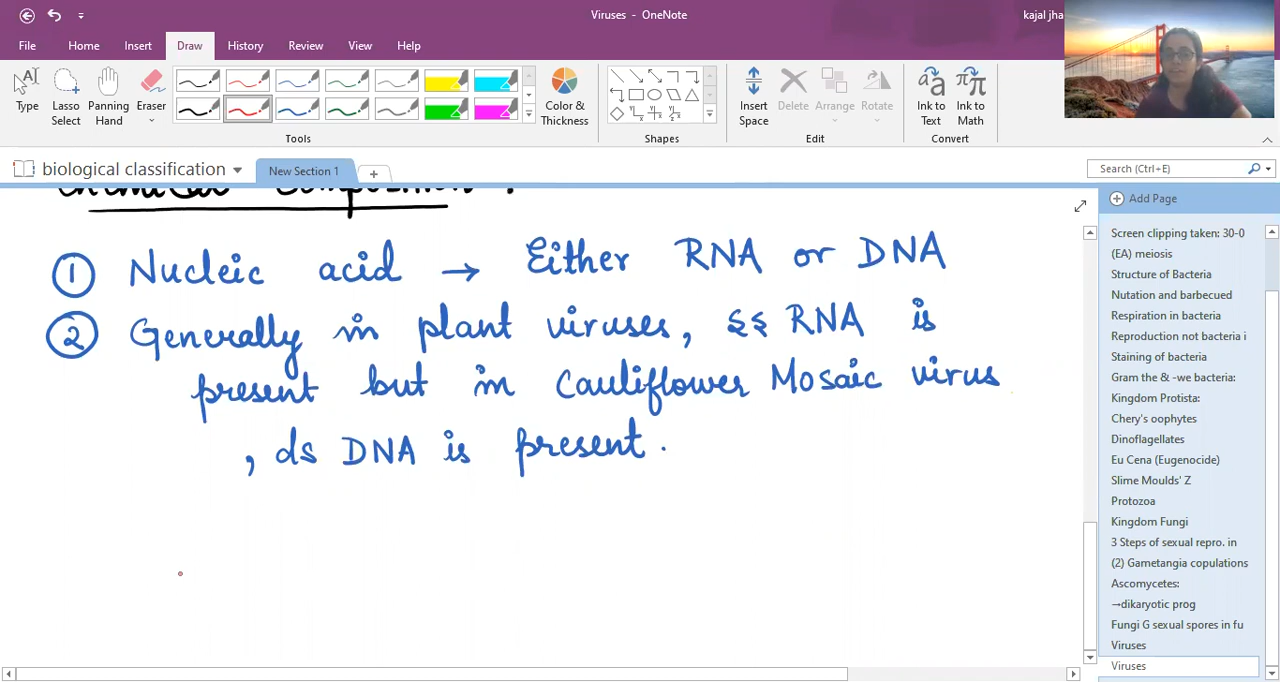 Viruses - OneNote
kajal jha
File Home Insert Draw History Review View Help
Type
Lasso Select
Panning Hand
Eraser
Color & Thickness
Insert Space
Delete
Arrange
Rotate
Ink to Text
Ink to Math
Tools
Shapes
Edit
Convert
biological classification
New Section 1
Search (Ctrl+E)
Chemical Composition :
① Nucleic acid → Either RNA or DNA
② Generally in plant viruses, ss RNA is
present but in Cauliflower Mosaic virus
, ds DNA is present.
Add Page
Screen clipping taken: 30-0
(EA) meiosis
Structure of Bacteria
Nutation and barbecued
Respiration in bacteria
Reproduction not bacteria i
Staining of bacteria
Gram the & -we bacteria:
Kingdom Protista:
Chery's oophytes
Dinoflagellates
Eu Cena (Eugenocide)
Slime Moulds' Z
Protozoa
Kingdom Fungi
3 Steps of sexual repro. in
(2) Gametangia copulations
Ascomycetes:
→dikaryotic prog
Fungi G sexual spores in fu
Viruses
Viruses